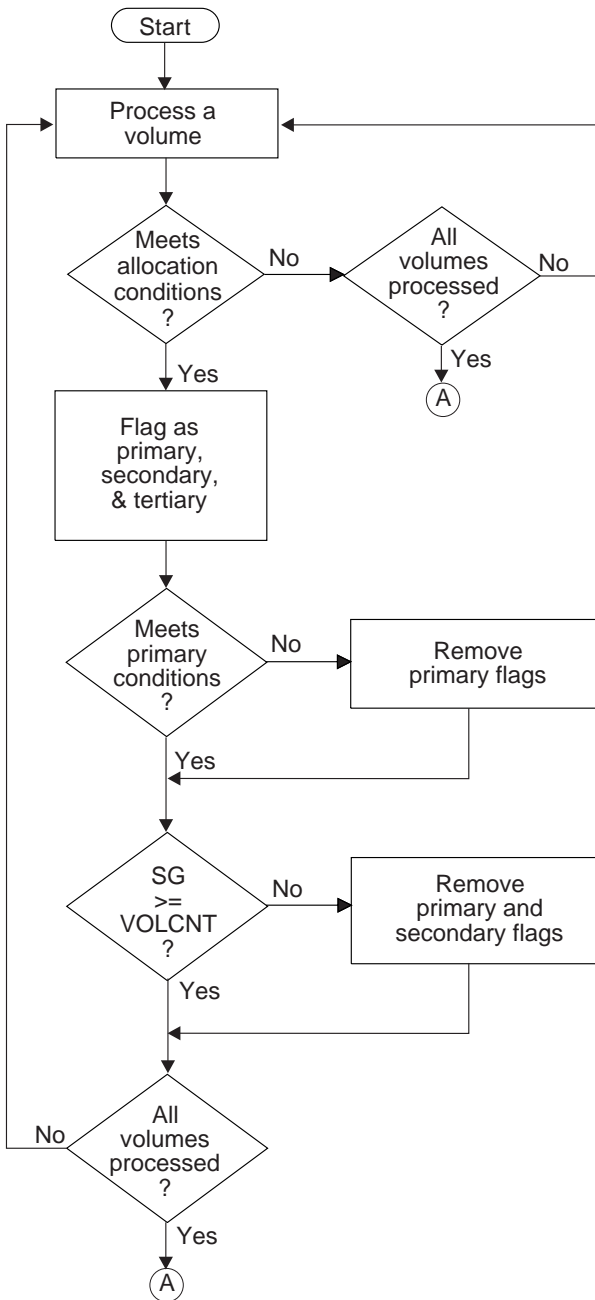 Start
Process a
volume
Meets
allocation
conditions
?
No
All
volumes
processed
?
No
Yes
Yes
A
Flag as
primary,
secondary,
& tertiary
Meets
primary
conditions
?
No
Remove
primary flags
Yes
SG
>=
VOLCNT
?
No
Remove
primary and
secondary flags
Yes
All
volumes
processed
?
No
Yes
A